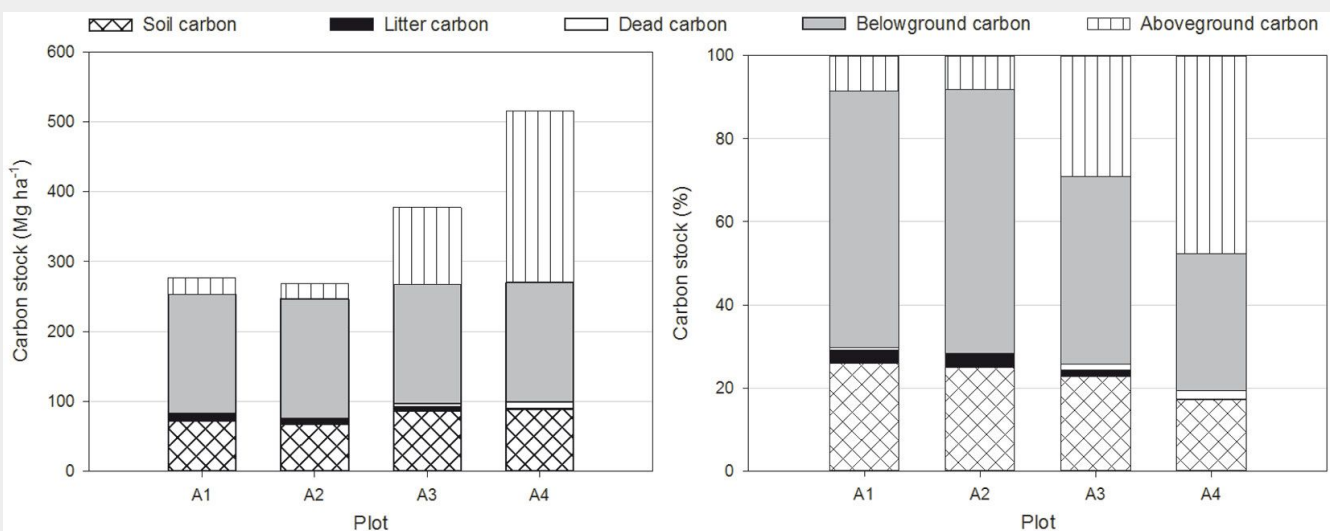 Soil carbon Litter carbon Dead carbon Belowground carbon Aboveground carbon
Carbon stock (Mg ha⁻¹)
600
500
400
300
200
100
0
A1 A2 A3 A4
Plot
Carbon stock (%)
100
80
60
40
20
0
A1 A2 A3 A4
Plot